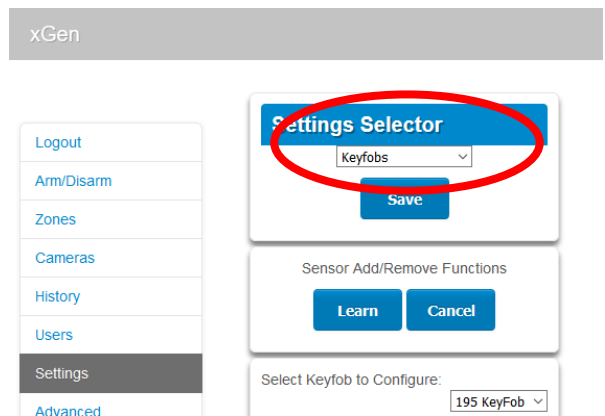 xGen
Logout
Arm/Disarm
Zones
Cameras
History
Users
Settings
Advanced
Settings Selector
Keyfobs
Save
Sensor Add/Remove Functions
Learn Cancel
Select Keyfob to Configure:
195 KeyFob